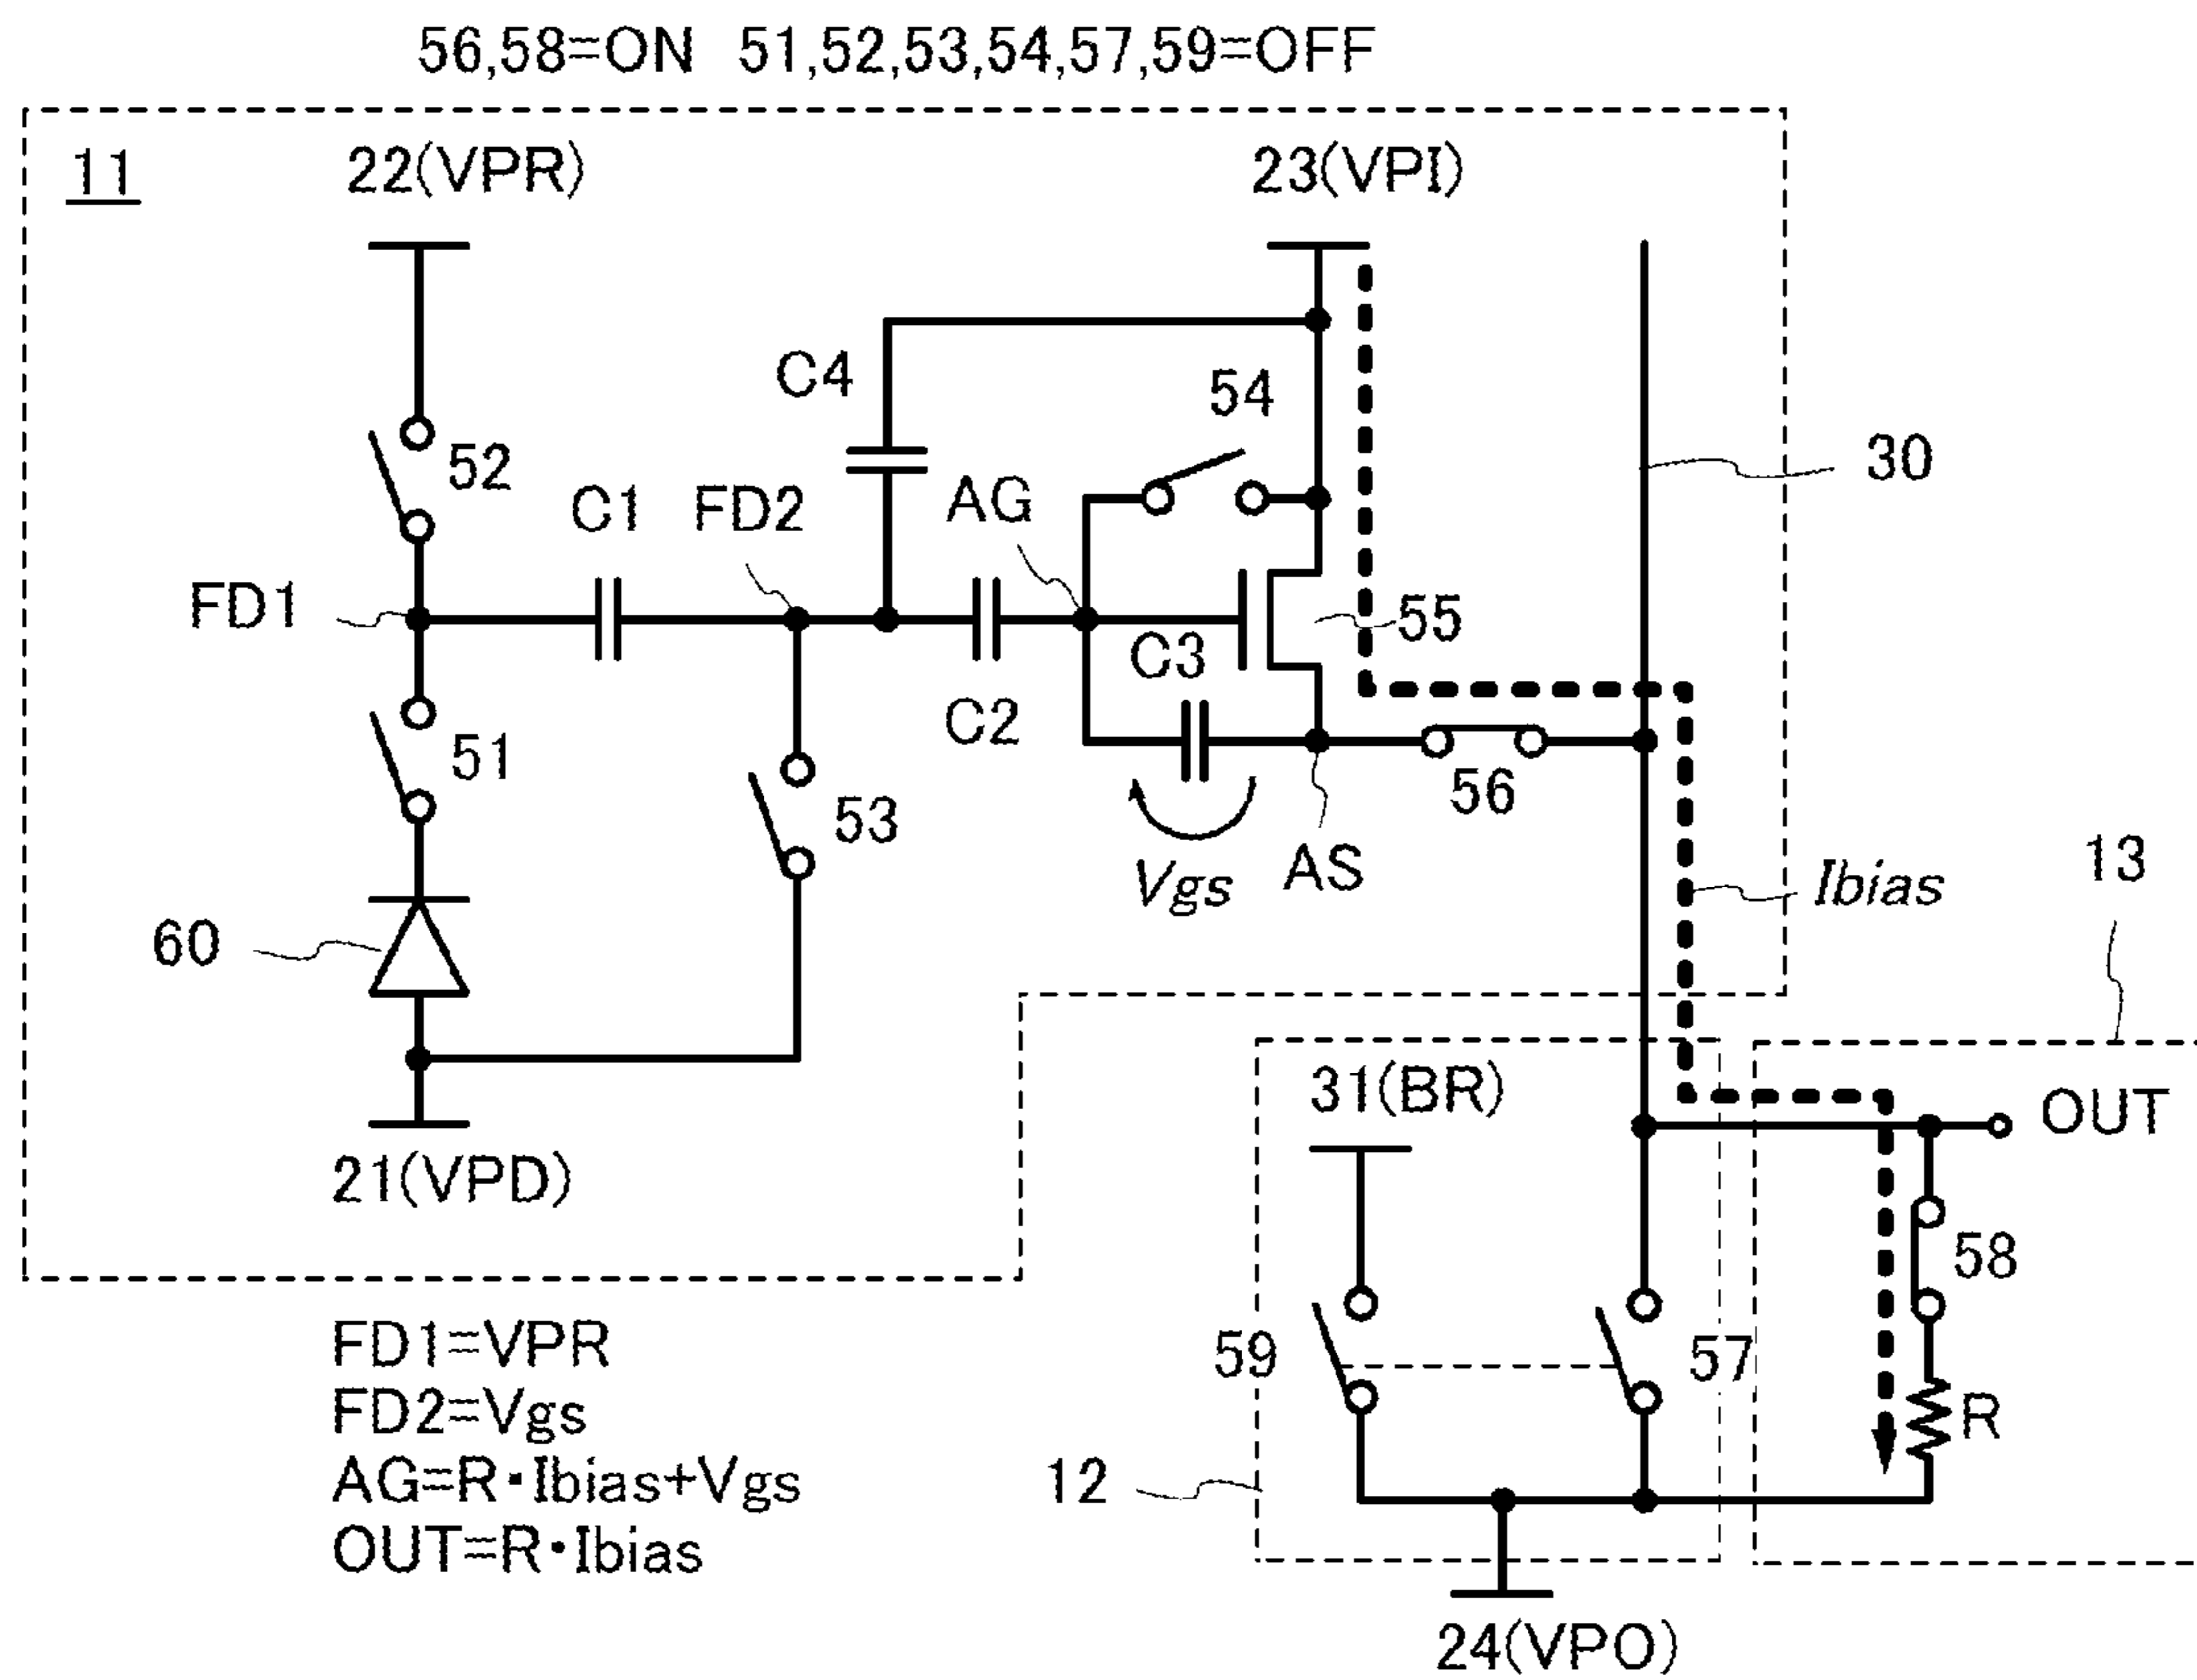 56,58=ON 51,52,53,54,57,59=OFF
11
22(VPR)
23(VPI)
C4
54
52
30
C1
FD2
AG
FD1
55
C3
C2
51
56
53
Vgs
AS
Ibias
13
60
31(BR)
OUT
21(VPD)
58
FD1=VPR
59
57
FD2=Vgs
R
AG=R･Ibias+Vgs
12
OUT=R･Ibias
24(VPO)